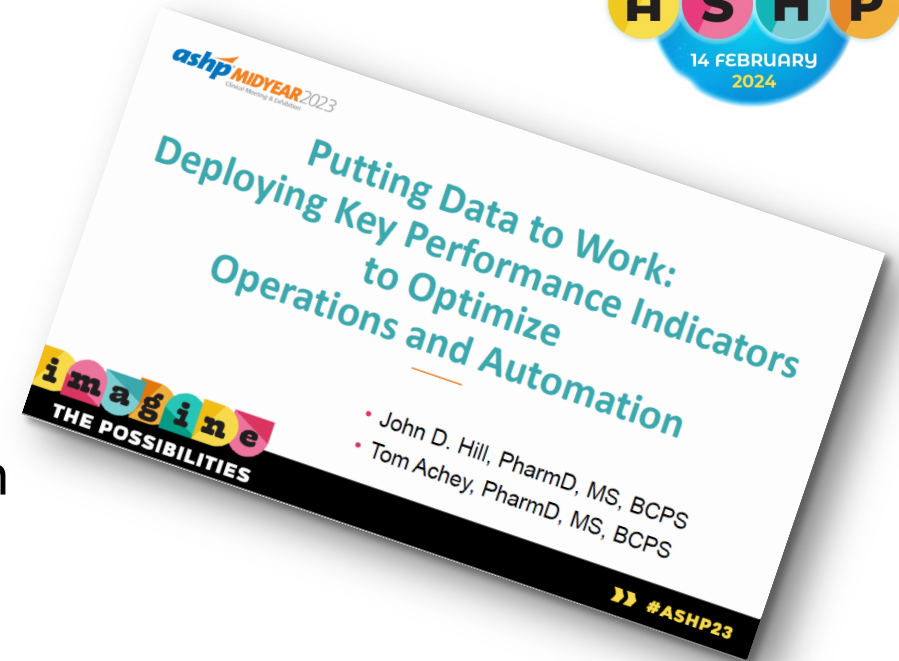 A S H P
14 FEBRUARY
2024
ashp MIDYEAR 2023
Clinical Meeting & Exhibition
Putting Data to Work:
Deploying Key Performance Indicators
to Optimize
Operations and Automation
• John D. Hill, PharmD, MS, BCPS
• Tom Achey, PharmD, MS, BCPS
imagine
THE POSSIBILITIES
#ASHP23